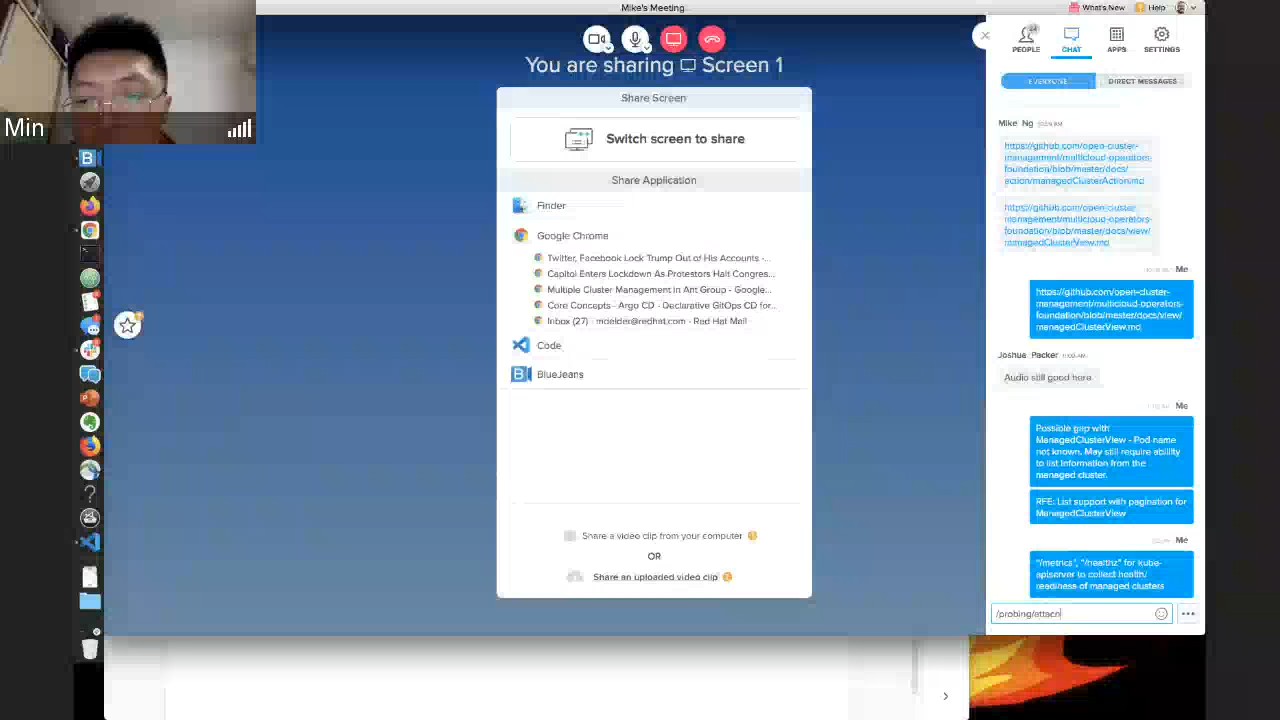 Mike's Meeting
What's New
Help
Min
You are sharing Screen 1
Share Screen
Switch screen to share
Share Application
Finder
Google Chrome
Twitter, Facebook Lock Trump Out of His Accounts -...
Capitol Enters Lockdown As Protestors Halt Congres...
Multiple Cluster Management in Ant Group - Google...
Core Concepts - Argo CD - Declarative GitOps CD for...
Inbox (27) - moelder@redhat.com - Red Hat Mail
Code
BlueJeans
Share a video clip from your computer
OR
Share an uploaded video clip
PEOPLE
CHAT
APPS
SETTINGS
EVERYONE
DIRECT MESSAGES
Mike Ng
https://github.com/open-cluster-
management/multicloud-operators-
foundation/blob/master/docs/
action/managedClusterAction.md
https://github.com/open-cluster-
management/multicloud-operators-
foundation/blob/master/docs/view/
managedClusterView.md
Me
https://github.com/open-cluster-
management/multicloud-operators-
foundation/blob/master/docs/view/
managedClusterView.md
Joshua Packer
Audio still good here
Me
Possible gap with
ManagedClusterView - Pod name
not known. May still require ability
to list information from the
managed cluster.
RFE: List support with pagination for
ManagedClusterView
Me
"/metrics", "/healthz" for kube-
apiserver to collect health/
readiness of managed clusters
/probing/attacn